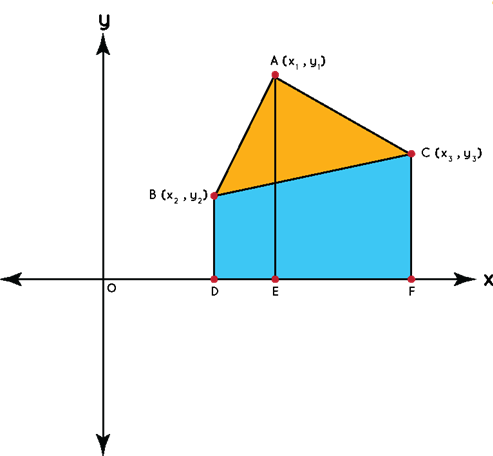 y
A (x₁ , y₁)
C (x₃ , y₃)
B (x₂ , y₂)
x
O
D
E
F